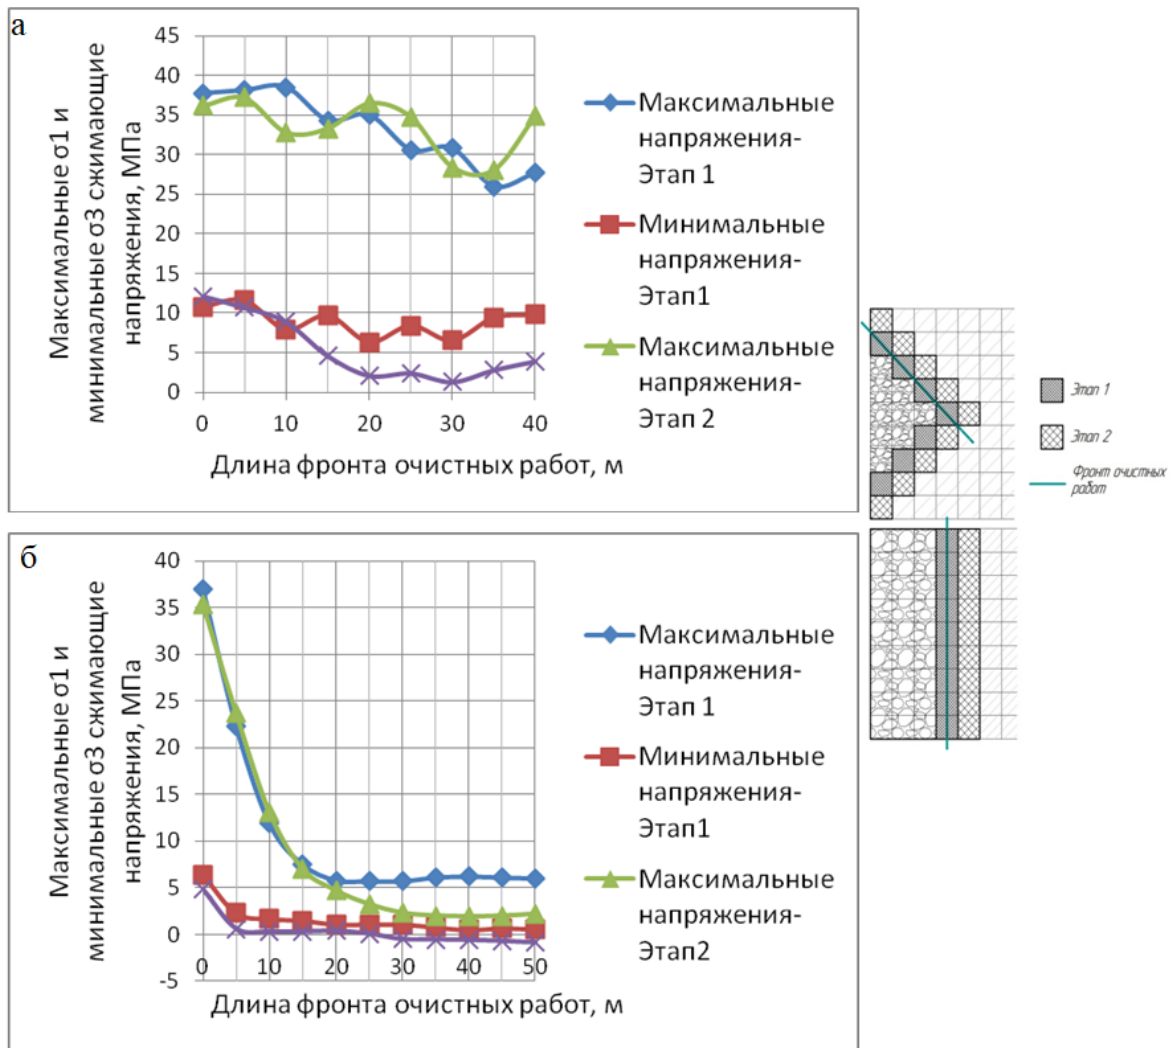 а
Максимальные σ1 и
минимальные σ3 сжимающие
напряжения, МПа
45
40
35
30
25
20
15
10
5
0
0 10 20 30 40
Длина фронта очистных работ, м
Максимальные
напряжения-
Этап 1
Минимальные
напряжения-
Этап1
Максимальные
напряжения-
Этап 2
Этап 1
Этап 2
Фронт очистных
работ
б
Максимальные σ1 и
минимальные σ3 сжимающие
напряжения, МПа
40
35
30
25
20
15
10
5
0
-5
0 10 20 30 40 50
Длина фронта очистных работ, м
Максимальные
напряжения-
Этап 1
Минимальные
напряжения-
Этап1
Максимальные
напряжения-
Этап2